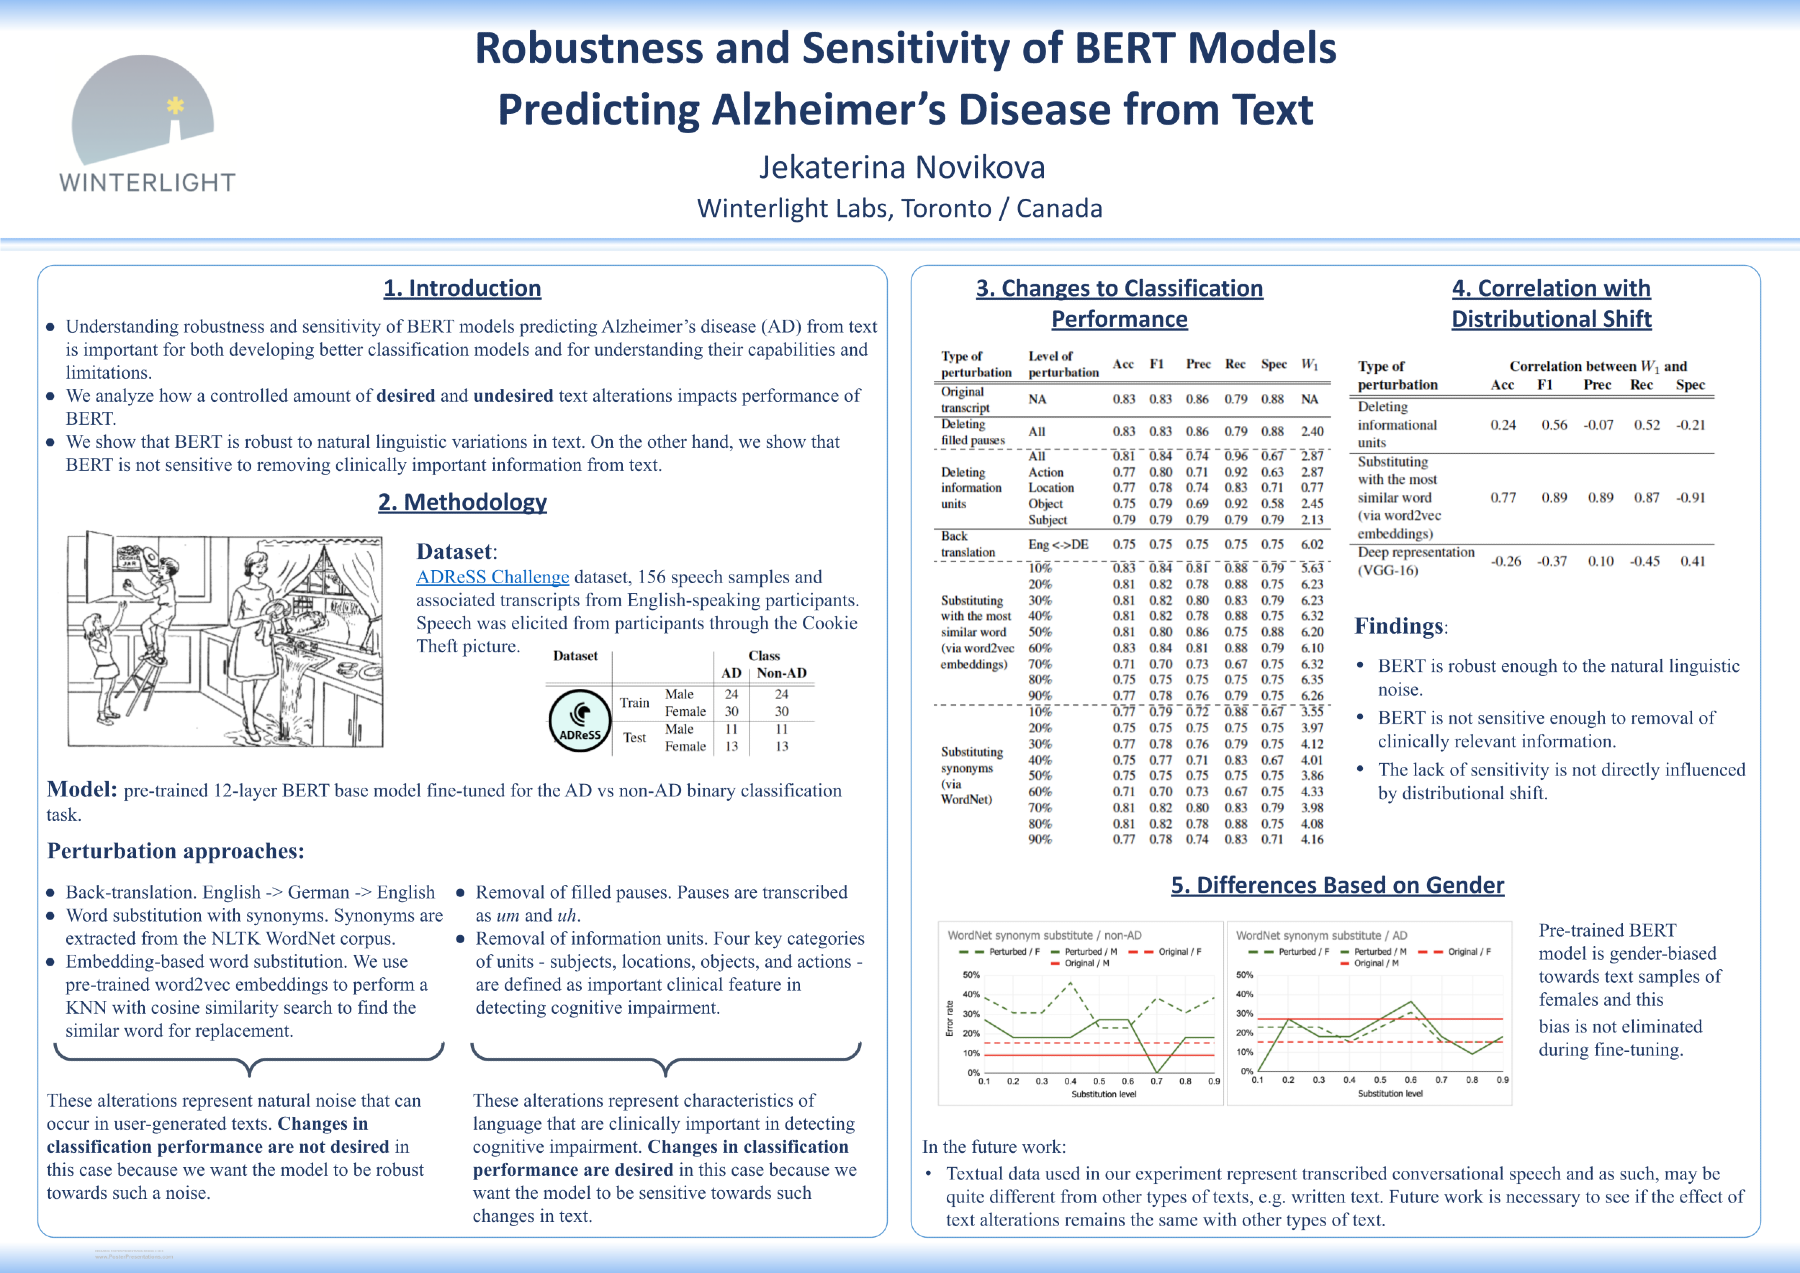 Robustness and Sensitivity of BERT Models
Predicting Alzheimer's Disease from Text
Jekaterina Novikova
Winterlight Labs, Toronto / Canada
WINTERLIGHT
1. Introduction
● Understanding robustness and sensitivity of BERT models predicting Alzheimer's disease (AD) from text
is important for both developing better classification models and for understanding their capabilities and
limitations.
● We analyze how a controlled amount of desired and undesired text alterations impacts performance of
BERT.
● We show that BERT is robust to natural linguistic variations in text. On the other hand, we show that
BERT is not sensitive to removing clinically important information from text.
2. Methodology
COOKIE
JAR
Dataset:
ADReSS Challenge dataset, 156 speech samples and
associated transcripts from English-speaking participants.
Speech was elicited from participants through the Cookie
Theft picture.
Dataset Class
AD Non-AD
ADReSS
Train Male 24 24
Female 30 30
Test Male 11 11
Female 13 13
Model: pre-trained 12-layer BERT base model fine-tuned for the AD vs non-AD binary classification
task.
Perturbation approaches:
● Back-translation. English -> German -> English
● Word substitution with synonyms. Synonyms are
extracted from the NLTK WordNet corpus.
● Embedding-based word substitution. We use
pre-trained word2vec embeddings to perform a
KNN with cosine similarity search to find the
similar word for replacement.
These alterations represent natural noise that can
occur in user-generated texts. Changes in
classification performance are not desired in
this case because we want the model to be robust
towards such a noise.
● Removal of filled pauses. Pauses are transcribed
as um and uh.
● Removal of information units. Four key categories
of units - subjects, locations, objects, and actions -
are defined as important clinical feature in
detecting cognitive impairment.
These alterations represent characteristics of
language that are clinically important in detecting
cognitive impairment. Changes in classification
performance are desired in this case because we
want the model to be sensitive towards such
changes in text.
3. Changes to Classification
Performance
Type of perturbation Level of perturbation Acc F1 Prec Rec Spec W1
Original transcript NA 0.83 0.83 0.86 0.79 0.88 NA
Deleting filled pauses All 0.83 0.83 0.86 0.79 0.88 2.40
Deleting information units All 0.81 0.84 0.74 0.96 0.67 2.87
Action 0.77 0.80 0.71 0.92 0.63 2.87
Location 0.77 0.78 0.74 0.83 0.71 0.77
Object 0.75 0.79 0.69 0.92 0.58 2.45
Subject 0.79 0.79 0.79 0.79 0.79 2.13
Back translation Eng <->DE 0.75 0.75 0.75 0.75 0.75 6.02
Substituting with the most similar word (via word2vec embeddings) 10% 0.83 0.84 0.81 0.88 0.79 5.63
20% 0.81 0.82 0.78 0.88 0.75 6.23
30% 0.81 0.82 0.80 0.83 0.79 6.23
40% 0.81 0.82 0.78 0.88 0.75 6.32
50% 0.81 0.80 0.86 0.75 0.88 6.20
60% 0.83 0.84 0.81 0.88 0.79 6.10
70% 0.71 0.70 0.73 0.67 0.75 6.32
80% 0.75 0.75 0.75 0.75 0.75 6.35
90% 0.77 0.78 0.76 0.79 0.75 6.26
Substituting synonyms (via WordNet) 10% 0.77 0.79 0.72 0.88 0.67 3.55
20% 0.75 0.75 0.75 0.75 0.75 3.97
30% 0.77 0.78 0.76 0.79 0.75 4.12
40% 0.75 0.77 0.71 0.83 0.67 4.01
50% 0.75 0.75 0.75 0.75 0.75 3.86
60% 0.71 0.70 0.73 0.67 0.75 4.33
70% 0.81 0.82 0.80 0.83 0.79 3.98
80% 0.81 0.82 0.78 0.88 0.75 4.08
90% 0.77 0.78 0.74 0.83 0.71 4.16
4. Correlation with
Distributional Shift
Type of perturbation Correlation between W1 and
Acc F1 Prec Rec Spec
Deleting informational units 0.24 0.56 -0.07 0.52 -0.21
Substituting with the most similar word (via word2vec embeddings) 0.77 0.89 0.89 0.87 -0.91
Deep representation (VGG-16) -0.26 -0.37 0.10 -0.45 0.41
Findings:
• BERT is robust enough to the natural linguistic
noise.
• BERT is not sensitive enough to removal of
clinically relevant information.
• The lack of sensitivity is not directly influenced
by distributional shift.
5. Differences Based on Gender
WordNet synonym substitute / non-AD
Perturbed / F Perturbed / M Original / F
Original / M
Error rate
50%
40%
30%
20%
10%
0%
0.1 0.2 0.3 0.4 0.5 0.6 0.7 0.8 0.9
Substitution level
WordNet synonym substitute / AD
Perturbed / F Perturbed / M Original / F
Original / M
50%
40%
30%
20%
10%
0%
0.1 0.2 0.3 0.4 0.5 0.6 0.7 0.8 0.9
Substitution level
Pre-trained BERT
model is gender-biased
towards text samples of
females and this
bias is not eliminated
during fine-tuning.
In the future work:
• Textual data used in our experiment represent transcribed conversational speech and as such, may be
quite different from other types of texts, e.g. written text. Future work is necessary to see if the effect of
text alterations remains the same with other types of text.
www.PosterPresentations.com